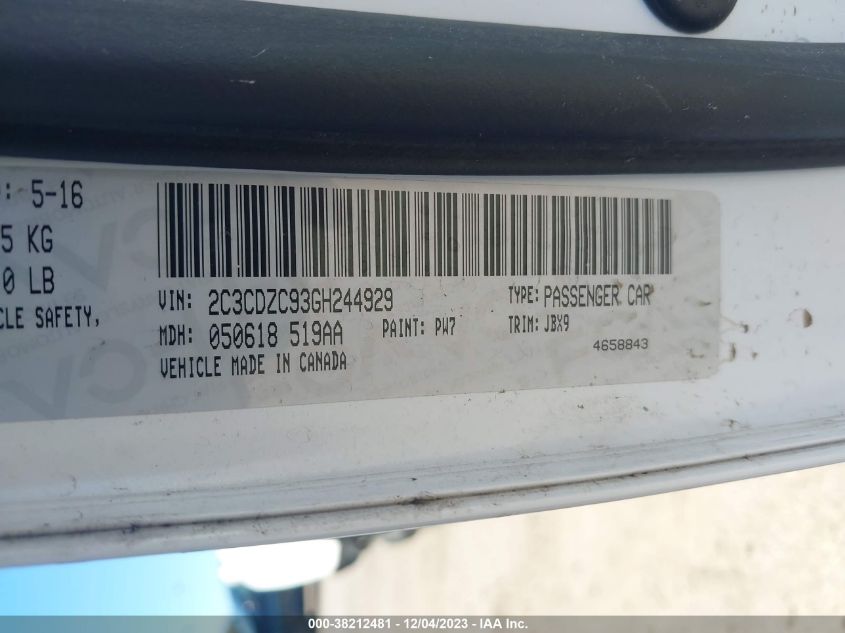 : 5-16
5 KG
0 LB
CLE SAFETY,
VIN: 2C3CDZC93GH244929
TYPE: PASSENGER CAR
MDH: 050618 519AA
PAINT: PW7
TRIM: JBX9
VEHICLE MADE IN CANADA
4658843
000-38212481 - 12/04/2023 - IAA Inc.